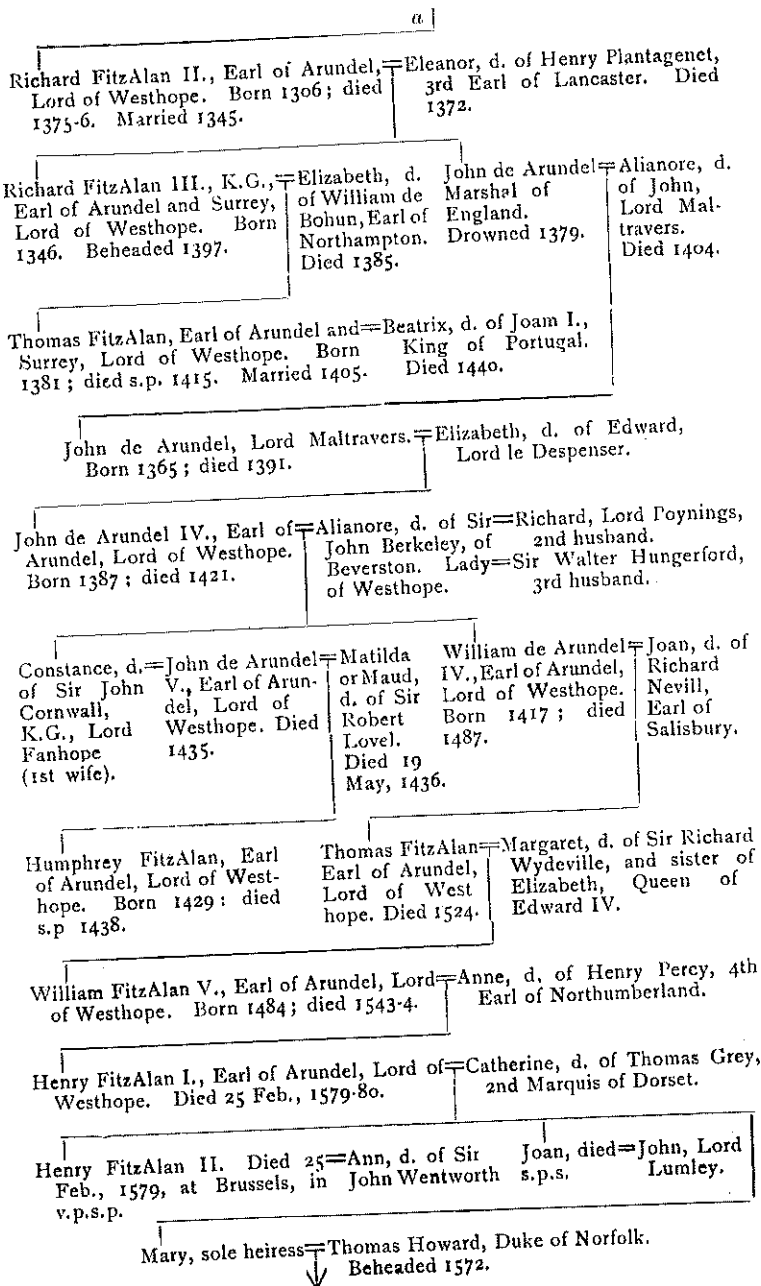 a
Richard FitzAlan II., Earl of Arundel,
Lord of Westhope. Born 1306; died
1375-6. Married 1345.
Eleanor, d. of Henry Plantagenet,
3rd Earl of Lancaster. Died
1372.
Richard FitzAlan III., K.G.,
Earl of Arundel and Surrey,
Lord of Westhope. Born
1346. Beheaded 1397.
Elizabeth, d.
of William de
Bohun, Earl of
Northampton.
Died 1385.
John de Arundel
Marshal of
England.
Drowned 1379.
Alianore, d.
of John,
Lord Mal-
travers.
Died 1404.
Thomas FitzAlan, Earl of Arundel and
Surrey, Lord of Westhope. Born
1381; died s.p. 1415. Married 1405.
Beatrix, d. of Joam I.,
King of Portugal.
Died 1440.
John de Arundel, Lord Maltravers.
Born 1365; died 1391.
Elizabeth, d. of Edward,
Lord le Despenser.
John de Arundel IV., Earl of
Arundel, Lord of Westhope.
Born 1387; died 1421.
Alianore, d. of Sir
John Berkeley, of
Beverston. Lady
of Westhope.
Richard, Lord Poynings,
2nd husband.
Sir Walter Hungerford,
3rd husband.
Constance, d.
of Sir John
Cornwall,
K.G., Lord
Fanhope
(1st wife).
John de Arundel
V., Earl of Arun-
del, Lord of
Westhope. Died
1435.
Matilda
or Maud,
d. of Sir
Robert
Lovel.
Died 19
May, 1436.
William de Arundel
IV., Earl of Arundel,
Lord of Westhope.
Born 1417; died
1487.
Joan, d. of
Richard
Nevill,
Earl of
Salisbury.
Humphrey FitzAlan, Earl
of Arundel, Lord of West-
hope. Born 1429: died
s.p 1438.
Thomas FitzAlan
Earl of Arundel,
Lord of West
hope. Died 1524.
Margaret, d. of Sir Richard
Wydeville, and sister of
Elizabeth, Queen of
Edward IV.
William FitzAlan V., Earl of Arundel, Lord
of Westhope. Born 1484; died 1543-4.
Anne, d. of Henry Percy, 4th
Earl of Northumberland.
Henry FitzAlan I., Earl of Arundel, Lord of
Westhope. Died 25 Feb., 1579-80.
Catherine, d. of Thomas Grey,
2nd Marquis of Dorset.
Henry FitzAlan II. Died 25
Feb., 1579, at Brussels, in
v.p.s.p.
Ann, d. of Sir
John Wentworth
Joan, died
s.p.s.
John, Lord
Lumley.
Mary, sole heiress
Thomas Howard, Duke of Norfolk.
Beheaded 1572.